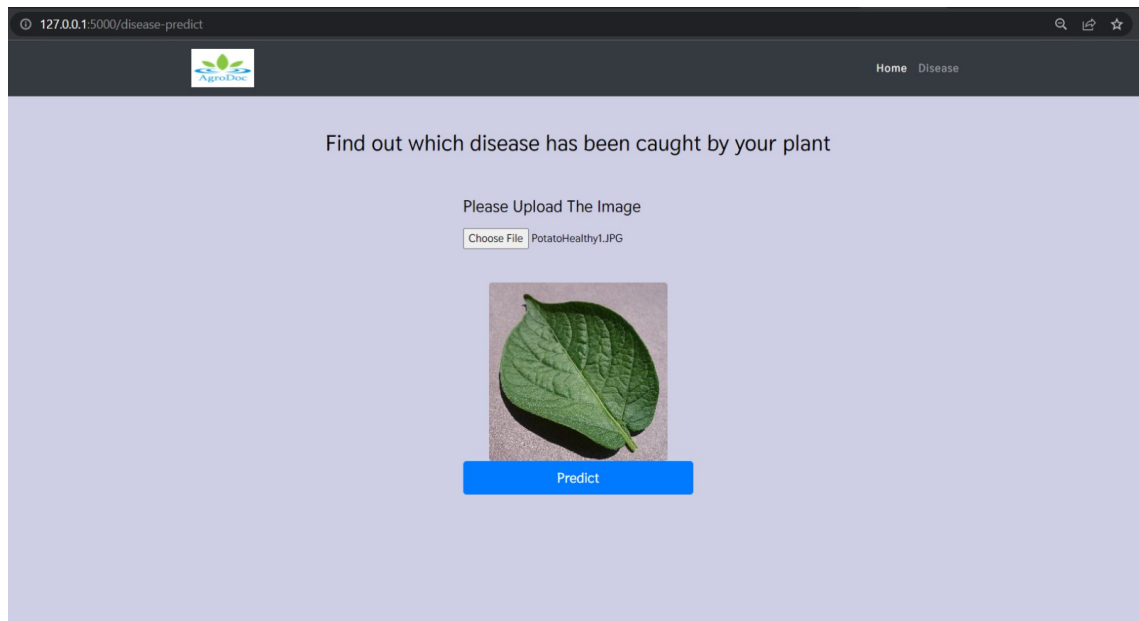 127.0.0.1:5000/disease-predict
AgroDoc
Home Disease
Find out which disease has been caught by your plant
Please Upload The Image
Choose File PotatoHealthy1.JPG
Predict